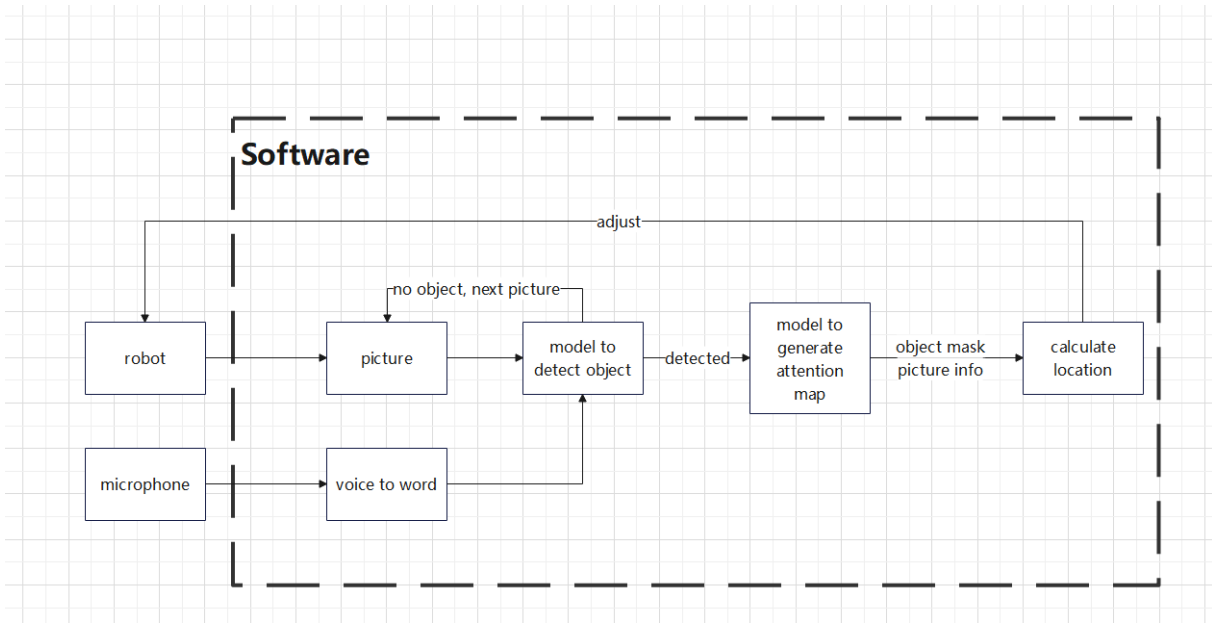 Software
adjust
no object, next picture
robot
picture
model to
detect object
detected
model to
generate
attention
map
object mask
picture info
calculate
location
microphone
voice to word